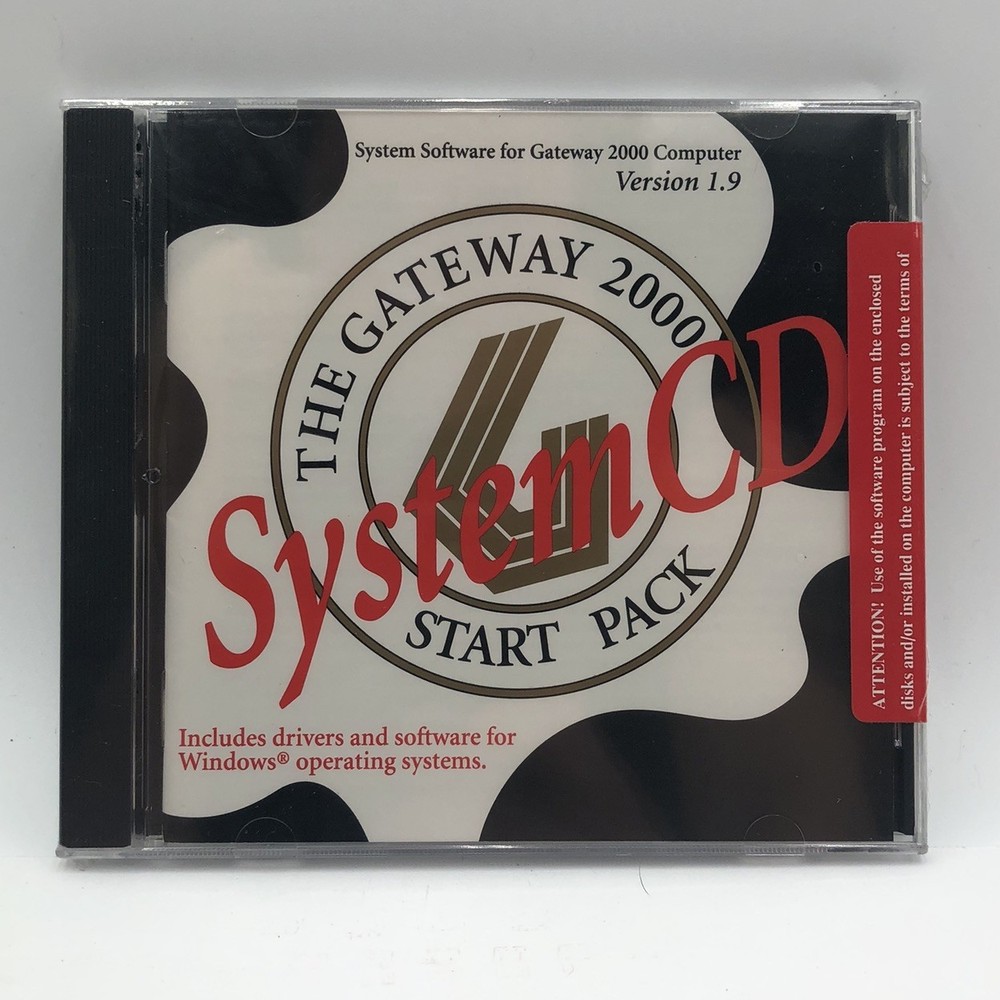 System Software for Gateway 2000 Computer
Version 1.9
THE GATEWAY 2000
System CD
START PACK
Includes drivers and software for
Windows® operating systems.
ATTENTION! Use of the software program on the enclosed
disks and/or installed on the computer is subject to the terms of